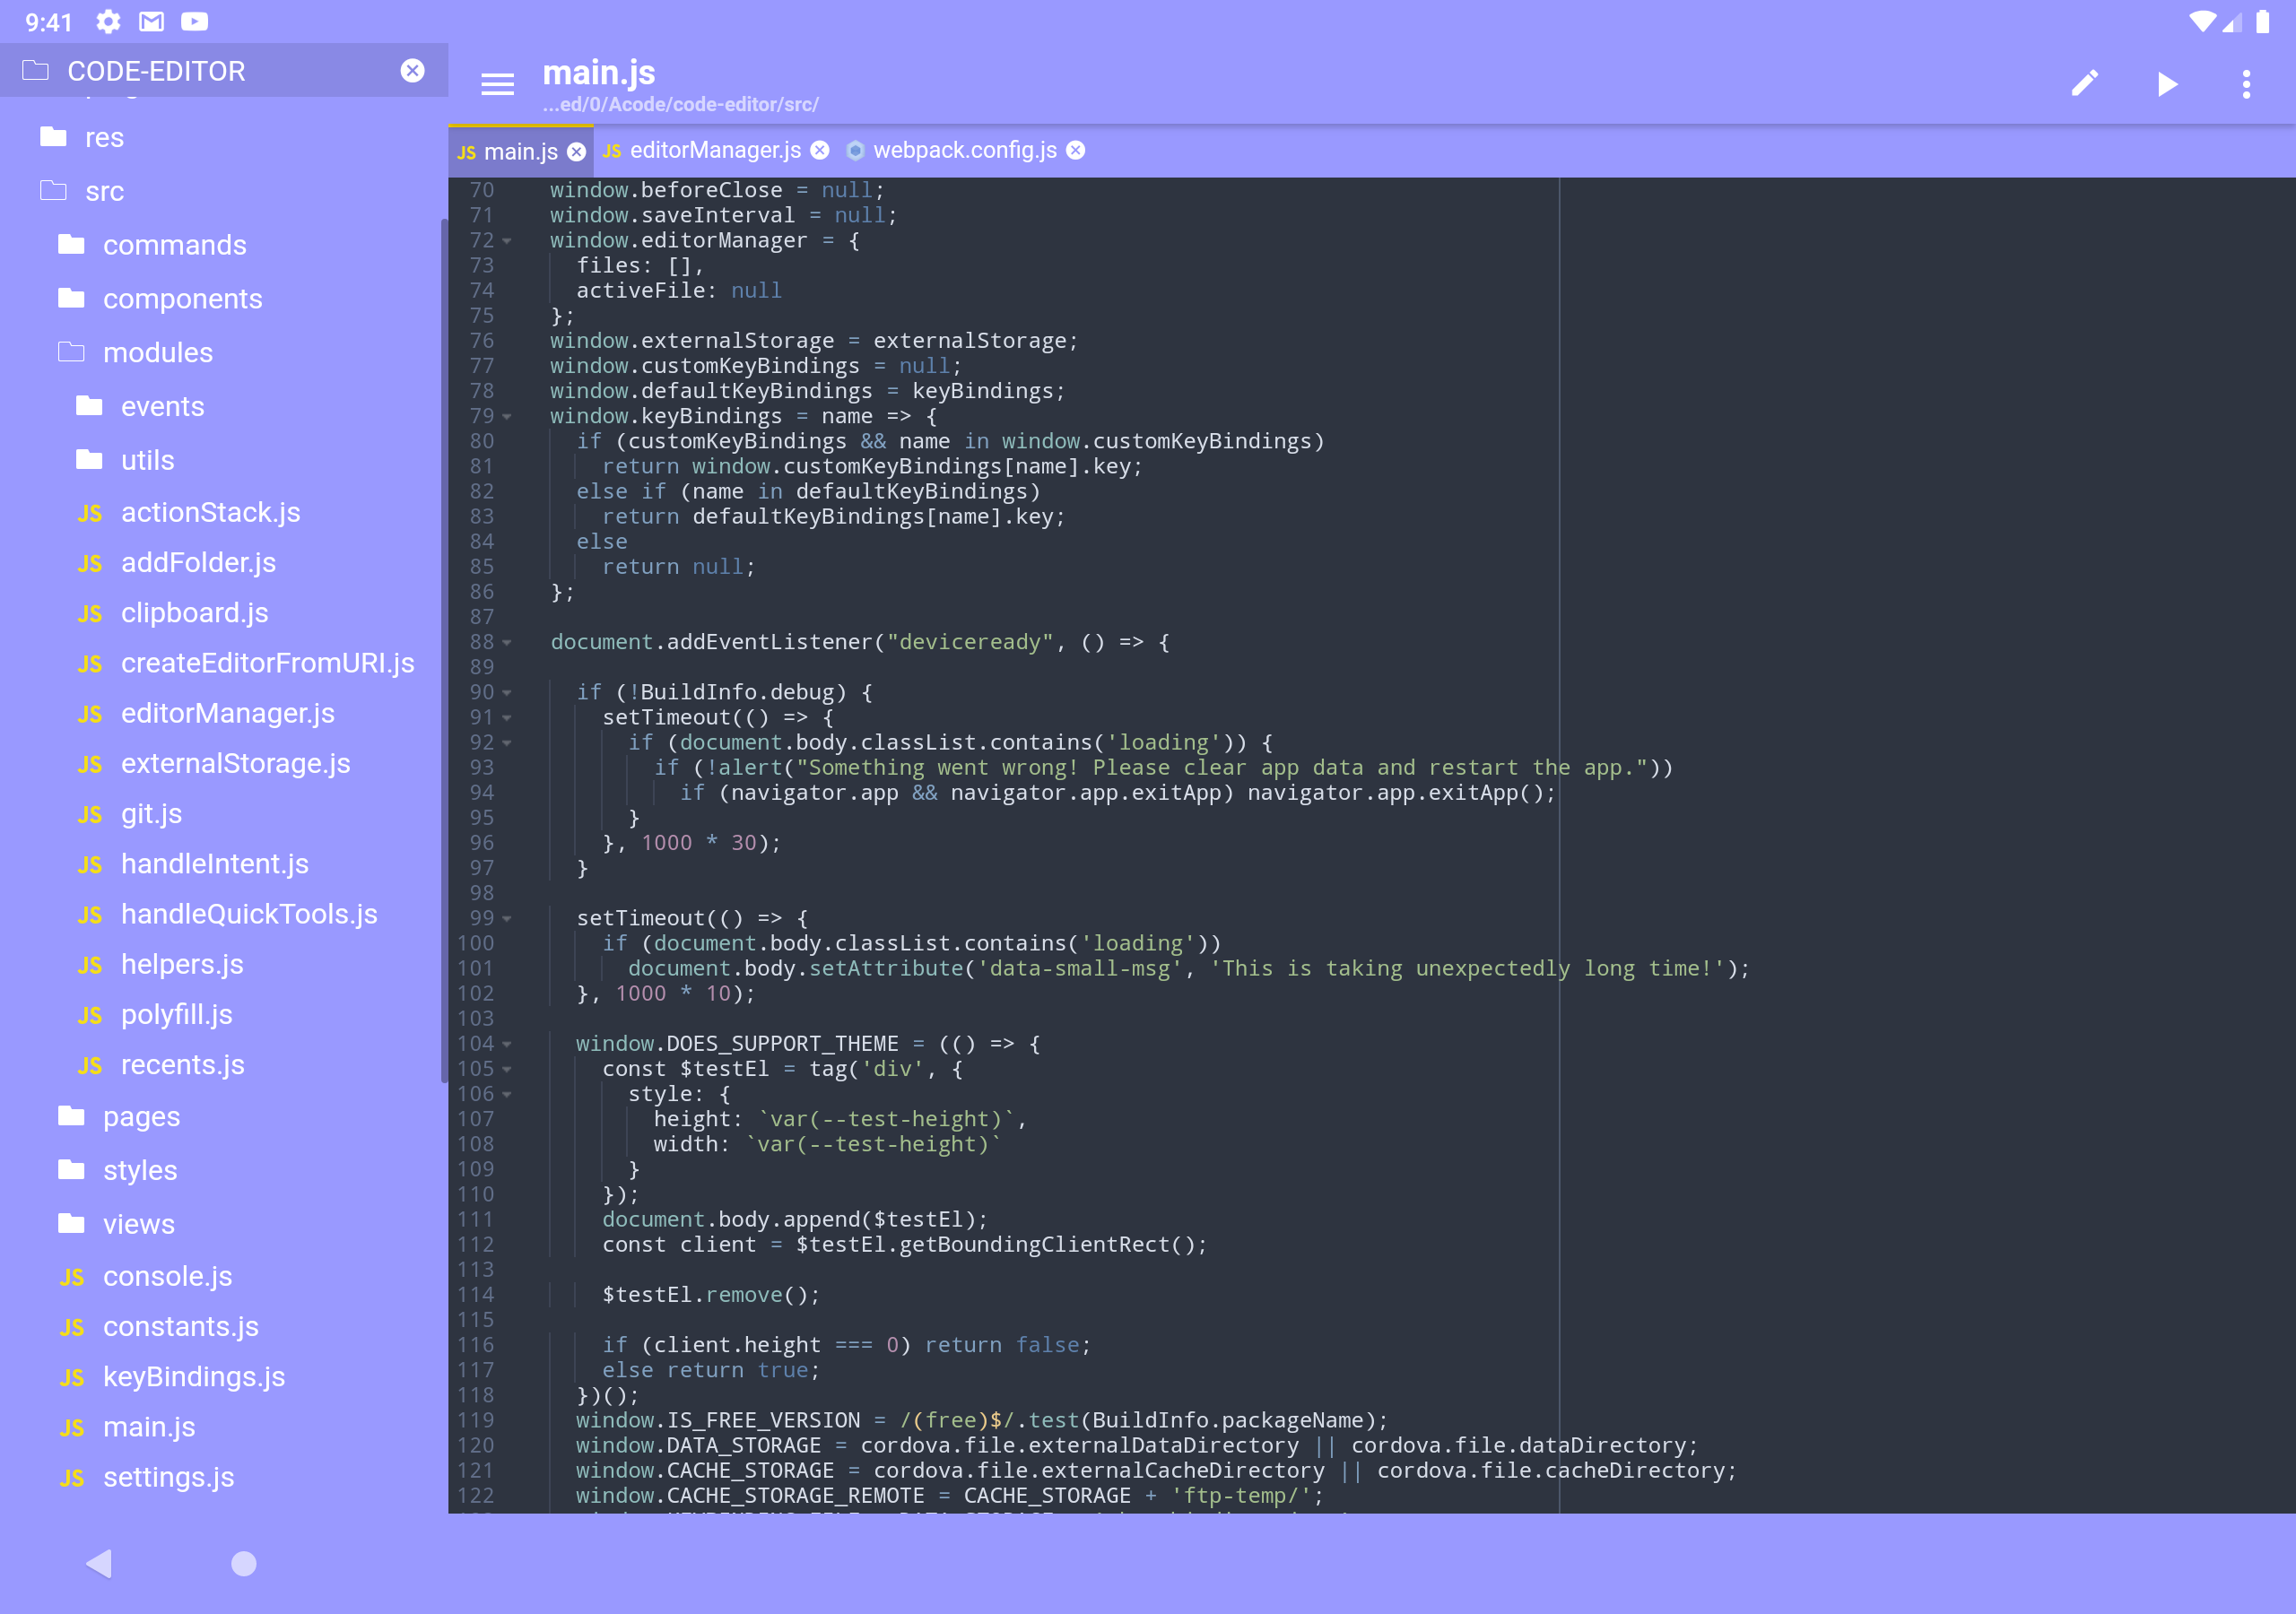 9:41
CODE-EDITOR
res
src
commands
components
modules
events
utils
JS actionStack.js
JS addFolder.js
JS clipboard.js
JS createEditorFromURI.js
JS editorManager.js
JS externalStorage.js
JS git.js
JS handleIntent.js
JS handleQuickTools.js
JS helpers.js
JS polyfill.js
JS recents.js
pages
styles
views
JS console.js
JS constants.js
JS keyBindings.js
JS main.js
JS settings.js
main.js
...ed/0/Acode/code-editor/src/
JS main.js JS editorManager.js webpack.config.js
70 window.beforeClose = null;
71 window.saveInterval = null;
72 window.editorManager = {
73 files: [],
74 activeFile: null
75 };
76 window.externalStorage = externalStorage;
77 window.customKeyBindings = null;
78 window.defaultKeyBindings = keyBindings;
79 window.keyBindings = name => {
80 if (customKeyBindings && name in window.customKeyBindings)
81 return window.customKeyBindings[name].key;
82 else if (name in defaultKeyBindings)
83 return defaultKeyBindings[name].key;
84 else
85 return null;
86 };
87
88 document.addEventListener("deviceready", () => {
89
90 if (!BuildInfo.debug) {
91 setTimeout(() => {
92 if (document.body.classList.contains('loading')) {
93 if (!alert("Something went wrong! Please clear app data and restart the app."))
94 if (navigator.app && navigator.app.exitApp) navigator.app.exitApp();
95 }
96 }, 1000 * 30);
97 }
98
99 setTimeout(() => {
100 if (document.body.classList.contains('loading'))
101 document.body.setAttribute('data-small-msg', 'This is taking unexpectedly long time!');
102 }, 1000 * 10);
103
104 window.DOES_SUPPORT_THEME = (() => {
105 const $testEl = tag('div', {
106 style: {
107 height: `var(--test-height)`,
108 width: `var(--test-height)`
109 }
110 });
111 document.body.append($testEl);
112 const client = $testEl.getBoundingClientRect();
113
114 $testEl.remove();
115
116 if (client.height === 0) return false;
117 else return true;
118 })();
119 window.IS_FREE_VERSION = /(free)$/.test(BuildInfo.packageName);
120 window.DATA_STORAGE = cordova.file.externalDataDirectory || cordova.file.dataDirectory;
121 window.CACHE_STORAGE = cordova.file.externalCacheDirectory || cordova.file.cacheDirectory;
122 window.CACHE_STORAGE_REMOTE = CACHE_STORAGE + 'ftp-temp/';